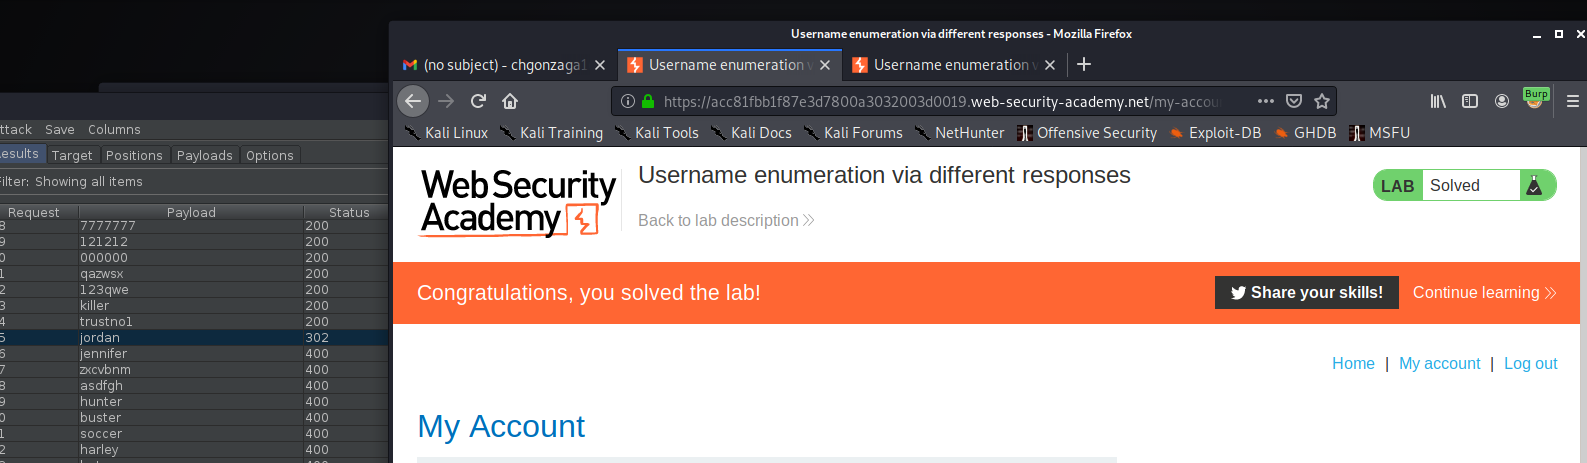 Username enumeration via different responses - Mozilla Firefox
(no subject) - chgonzaga1
Username enumeration v
Username enumeration v
https://acc81fbb1f87e3d7800a3032003d0019.web-security-academy.net/my-accou
Burp
Kali Linux Kali Training Kali Tools Kali Docs Kali Forums NetHunter Offensive Security Exploit-DB GHDB MSFU
ttack Save Columns
esults Target Positions Payloads Options
Filter: Showing all items
Request Payload Status
8 7777777 200
9 121212 200
0 000000 200
1 qazwsx 200
2 123qwe 200
3 killer 200
4 trustno1 200
5 jordan 302
6 jennifer 400
7 zxcvbnm 400
8 asdfgh 400
9 hunter 400
0 buster 400
1 soccer 400
2 harley 400
Web Security
Academy
Username enumeration via different responses
Back to lab description
LAB Solved
Congratulations, you solved the lab!
Share your skills!
Continue learning
Home | My account | Log out
My Account